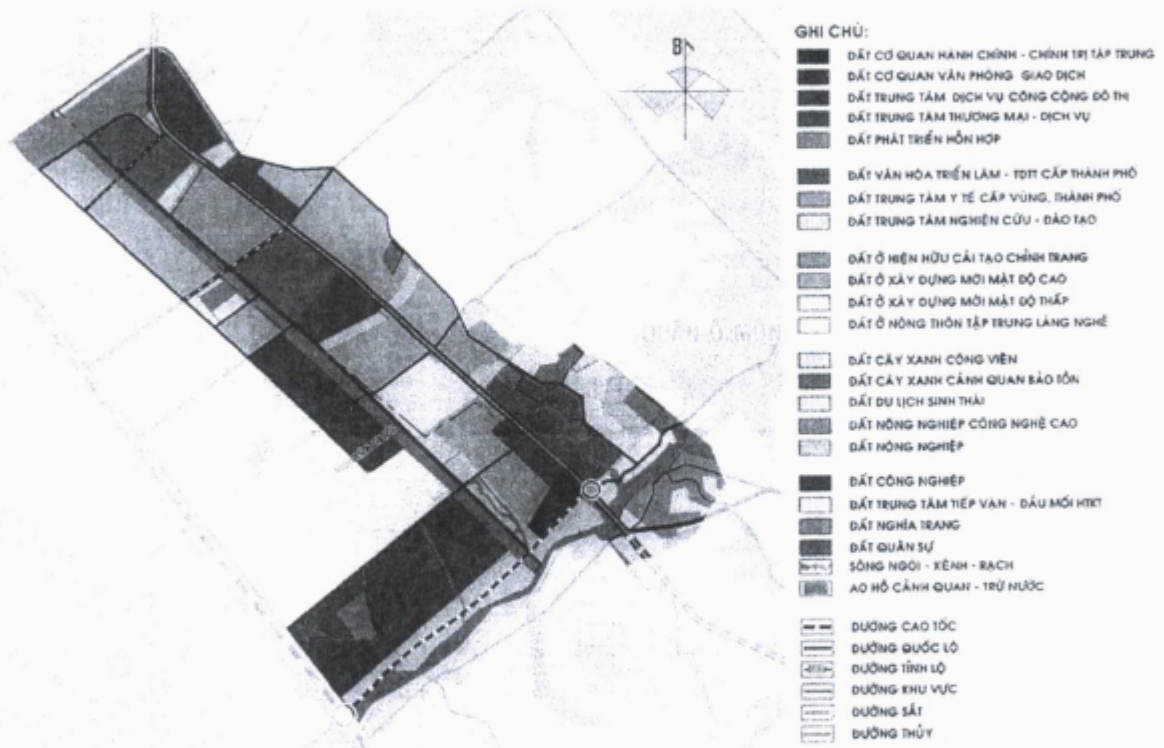 GHI CHÚ:
ĐẤT CƠ QUAN HÀNH CHÍNH - CHÍNH TRỊ TẬP TRUNG
ĐẤT CƠ QUAN VĂN PHÒNG GIAO DỊCH
ĐẤT TRUNG TÂM DỊCH VỤ CÔNG CỘNG ĐÔ THỊ
ĐẤT TRUNG TÂM THƯƠNG MẠI - DỊCH VỤ
ĐẤT PHÁT TRIỂN HỖN HỢP
ĐẤT VĂN HÓA TRIỂN LÃM - TDTT CẤP THÀNH PHỐ
ĐẤT TRUNG TÂM Y TẾ CẤP VÙNG, THÀNH PHỐ
ĐẤT TRUNG TÂM NGHIÊN CỨU - ĐÀO TẠO
ĐẤT Ở HIỆN HỮU CẢI TẠO CHỈNH TRANG
ĐẤT Ở XÂY DỰNG MỚI MẬT ĐỘ CAO
ĐẤT Ở XÂY DỰNG MỚI MẬT ĐỘ THẤP
ĐẤT Ở NÔNG THÔN TẬP TRUNG LÀNG NGHỀ
ĐẤT CÂY XANH CÔNG VIÊN
ĐẤT CÂY XANH CẢNH QUAN BẢO TỒN
ĐẤT DU LỊCH SINH THÁI
ĐẤT NÔNG NGHIỆP CÔNG NGHỆ CAO
ĐẤT NÔNG NGHIỆP
ĐẤT CÔNG NGHIỆP
ĐẤT TRUNG TÂM TIẾP VẬN - ĐẦU MỐI HTKT
ĐẤT NGHĨA TRANG
ĐẤT QUÂN SỰ
SÔNG NGÒI - KÊNH - RẠCH
AO HỒ CẢNH QUAN - TRỮ NƯỚC
ĐƯỜNG CAO TỐC
ĐƯỜNG QUỐC LỘ
ĐƯỜNG TỈNH LỘ
ĐƯỜNG KHU VỰC
ĐƯỜNG SẮT
ĐƯỜNG THỦY
B